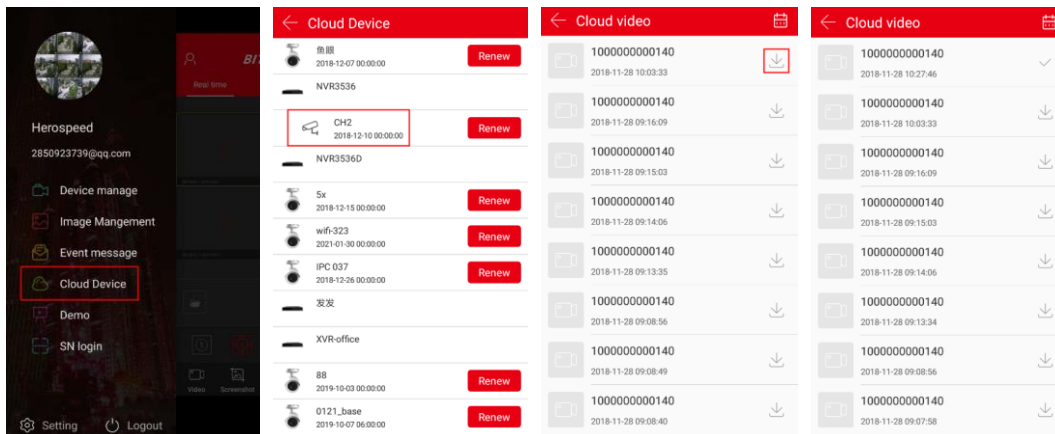 Herospeed
2850923739@qq.com
Device manage
Image Mangement
Event message
Cloud Device
Demo
SN login
Setting
Logout
BIT
Real time
Video
Screenshot
Cloud Device
鱼眼
2018-12-07 00:00:00
Renew
NVR3536
CH2
2018-12-10 00:00:00
Renew
NVR3536D
5x
2018-12-15 00:00:00
Renew
wifi-323
2021-01-30 00:00:00
Renew
IPC 037
2018-12-26 00:00:00
Renew
发发
XVR-office
88
2019-10-03 00:00:00
Renew
0121_base
2019-10-07 06:00:00
Renew
Cloud video
1000000000140
2018-11-28 10:03:33
1000000000140
2018-11-28 09:16:09
1000000000140
2018-11-28 09:15:03
1000000000140
2018-11-28 09:14:06
1000000000140
2018-11-28 09:13:35
1000000000140
2018-11-28 09:08:56
1000000000140
2018-11-28 09:08:49
1000000000140
2018-11-28 09:08:40
Cloud video
1000000000140
2018-11-28 10:27:46
1000000000140
2018-11-28 10:03:33
1000000000140
2018-11-28 09:16:09
1000000000140
2018-11-28 09:15:03
1000000000140
2018-11-28 09:14:06
1000000000140
2018-11-28 09:13:34
1000000000140
2018-11-28 09:08:56
1000000000140
2018-11-28 09:07:58